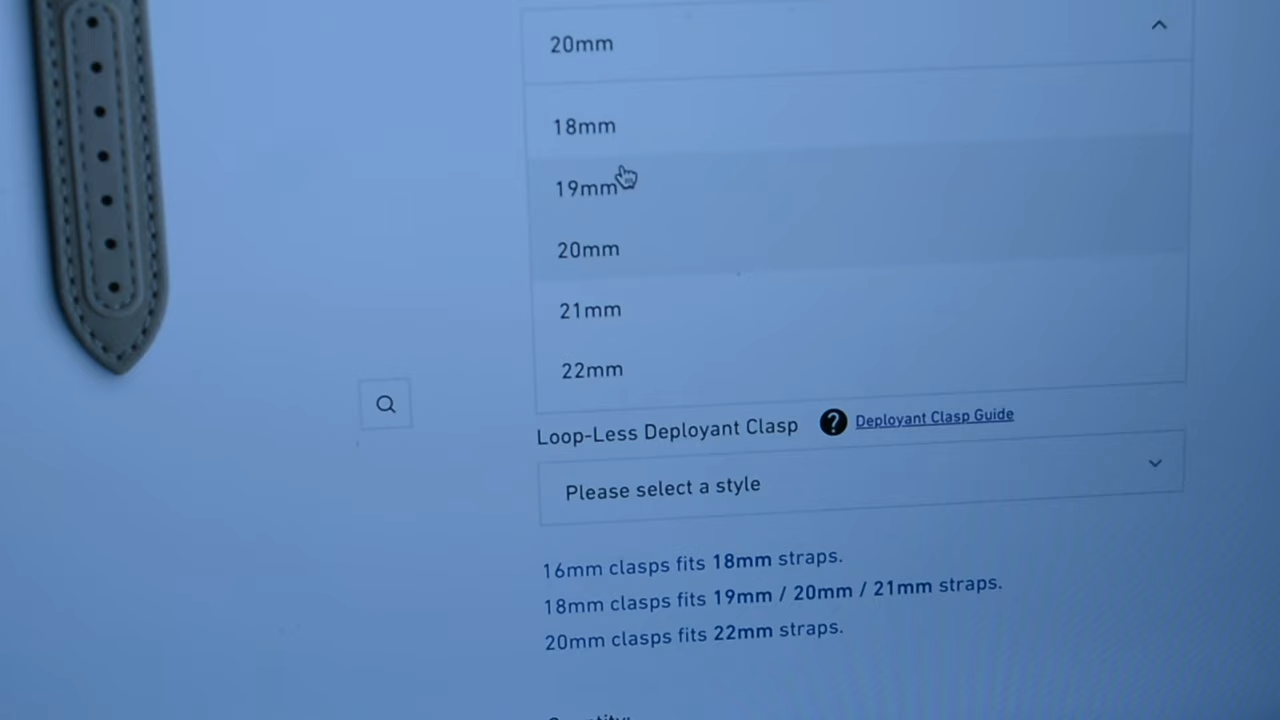 20mm
18mm
19mm
20mm
21mm
22mm
Loop-Less Deployant Clasp ? Deployant Clasp Guide
Please select a style
16mm clasps fits 18mm straps.
18mm clasps fits 19mm / 20mm / 21mm straps.
20mm clasps fits 22mm straps.